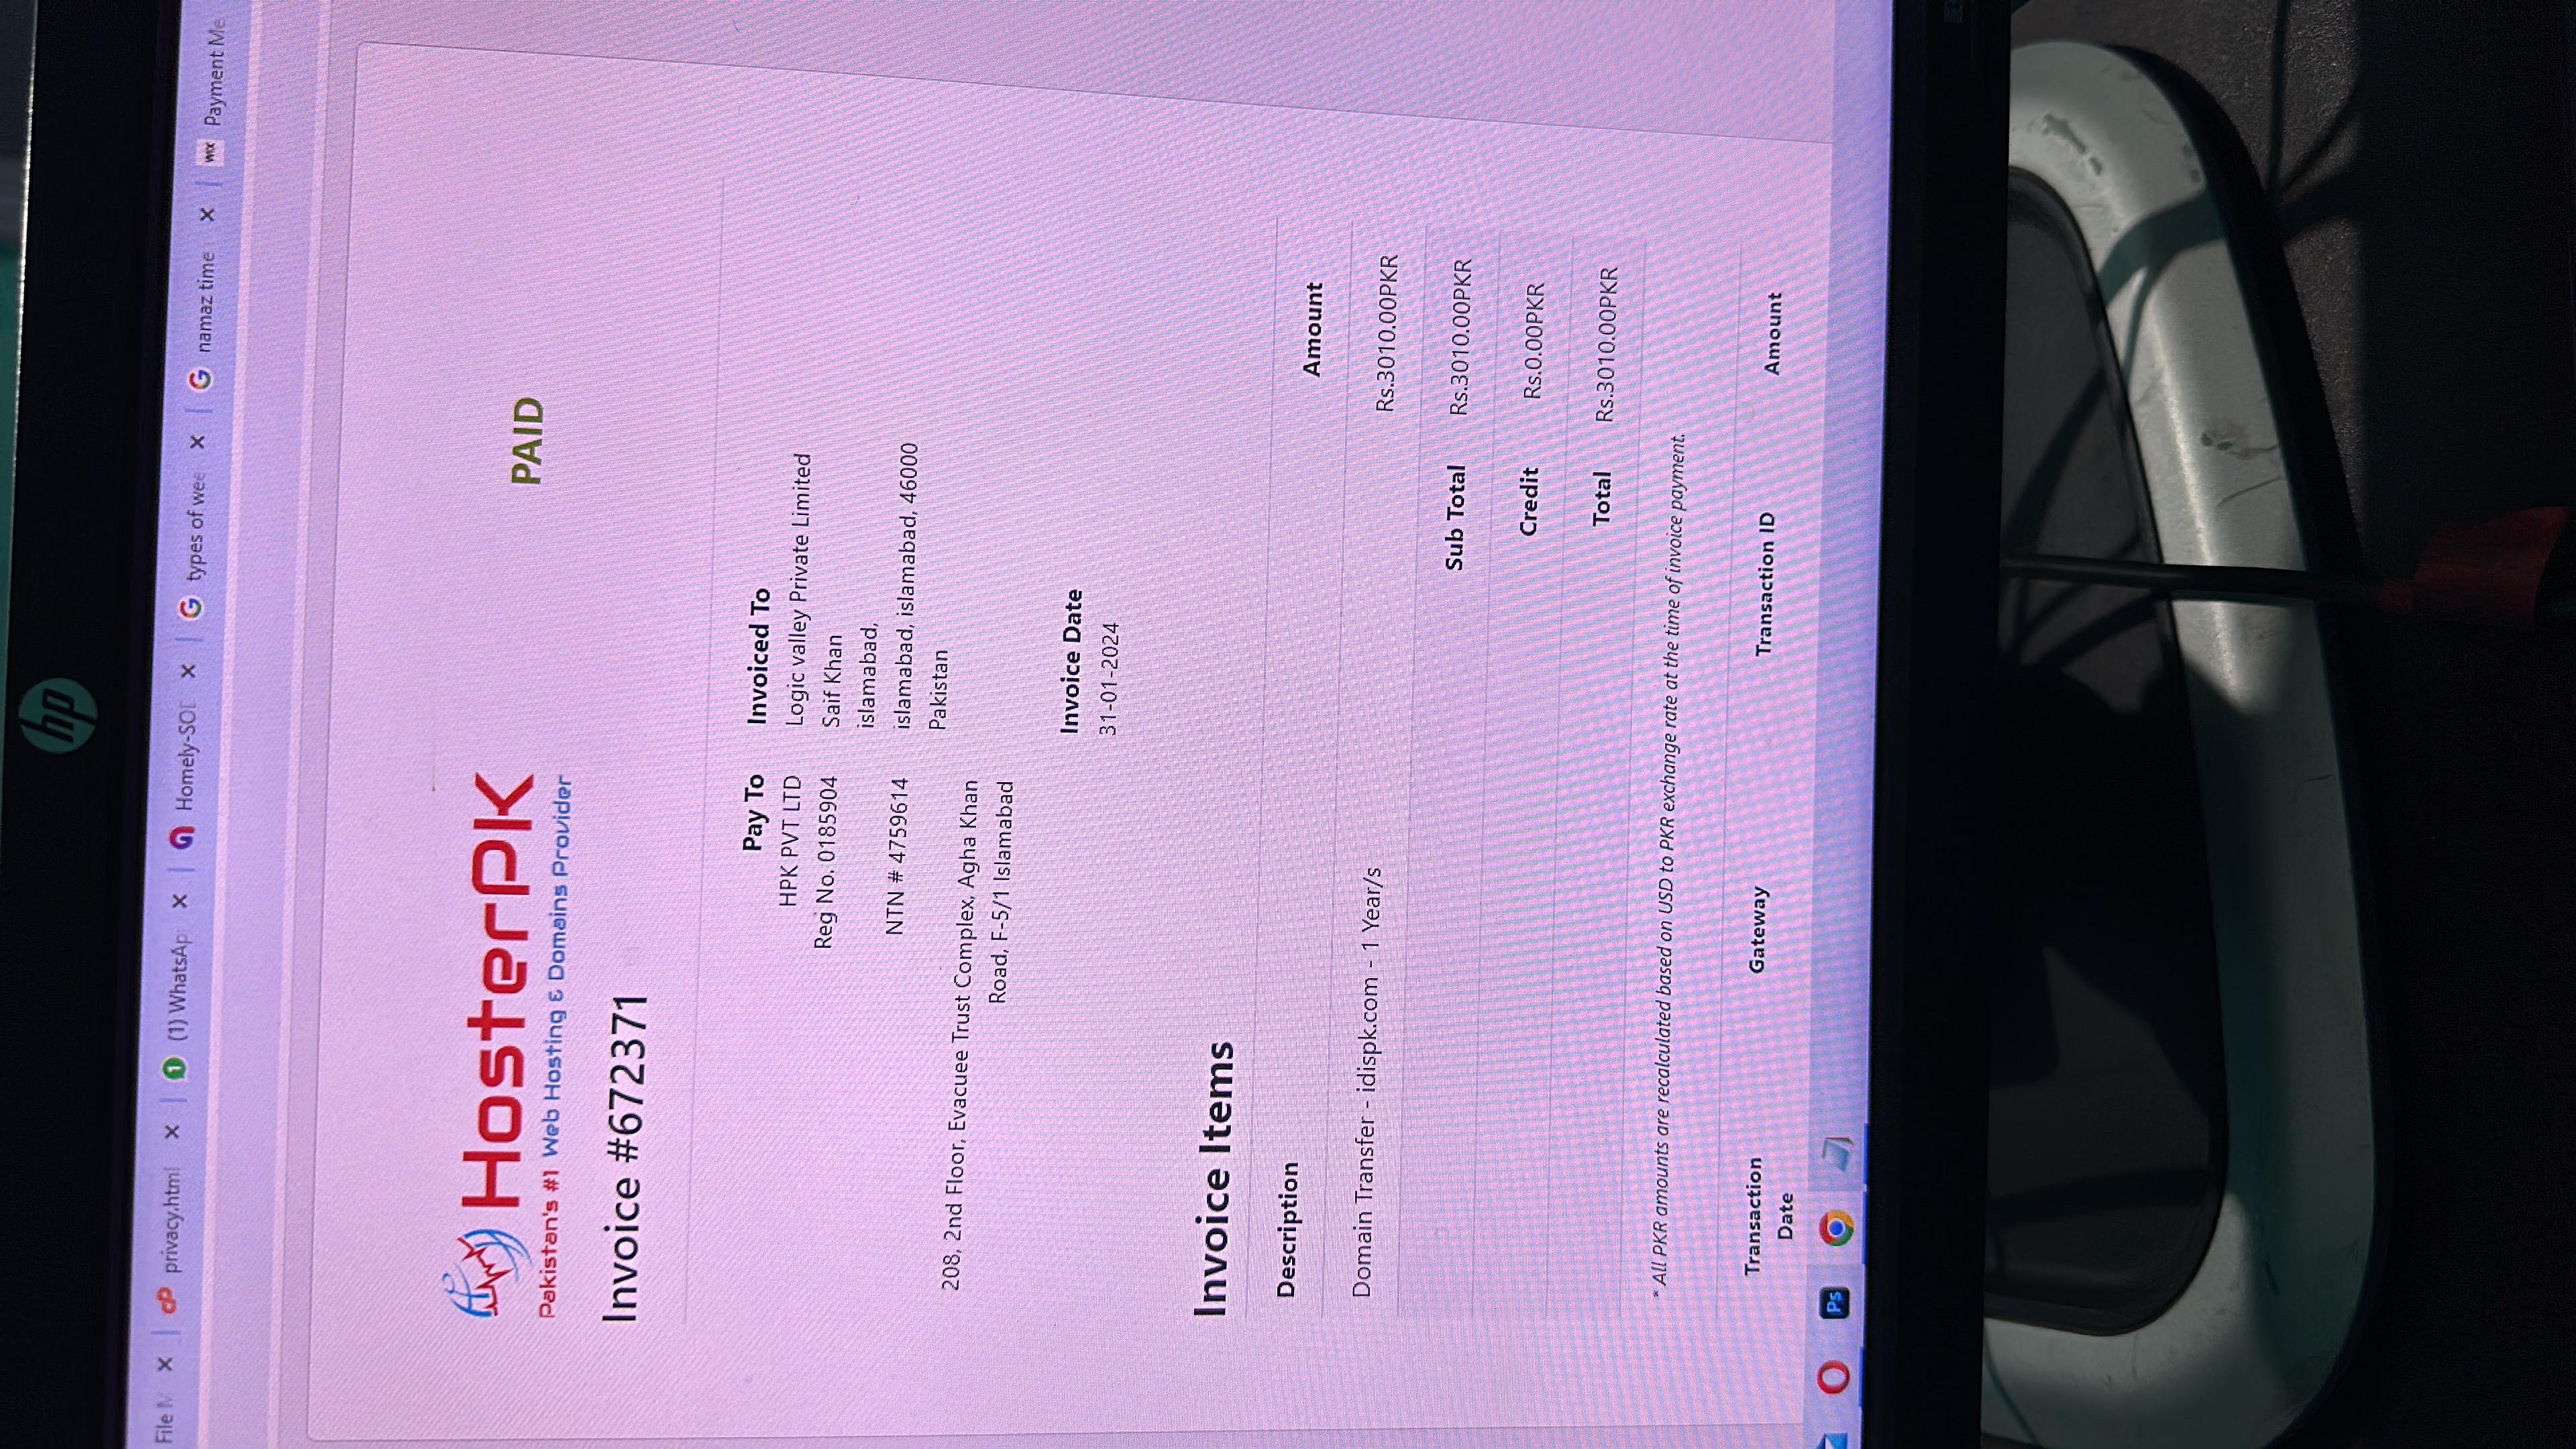 hp
File M
privacy.html
(1) WhatsAp
Homely-SOD
types of wee
namaz time
WIX Payment Me
HosterPK
Pakistan's #1 Web Hosting & Domains Provider
PAID
Invoice #672371
Pay To
HPK PVT LTD
Reg No. 0185904
NTN # 4759614
208, 2nd Floor, Evacuee Trust Complex, Agha Khan
Road, F-5/1 Islamabad
Invoiced To
Logic valley Private Limited
Saif Khan
islamabad,
islamabad, islamabad, 46000
Pakistan
Invoice Date
31-01-2024
Invoice Items
Description Amount
Domain Transfer - idispk.com - 1 Year/s Rs.3010.00PKR
Sub Total Rs.3010.00PKR
Credit Rs.0.00PKR
Total Rs.3010.00PKR
* All PKR amounts are recalculated based on USD to PKR exchange rate at the time of invoice payment.
Transaction
Date
Gateway
Transaction ID
Amount
Ps